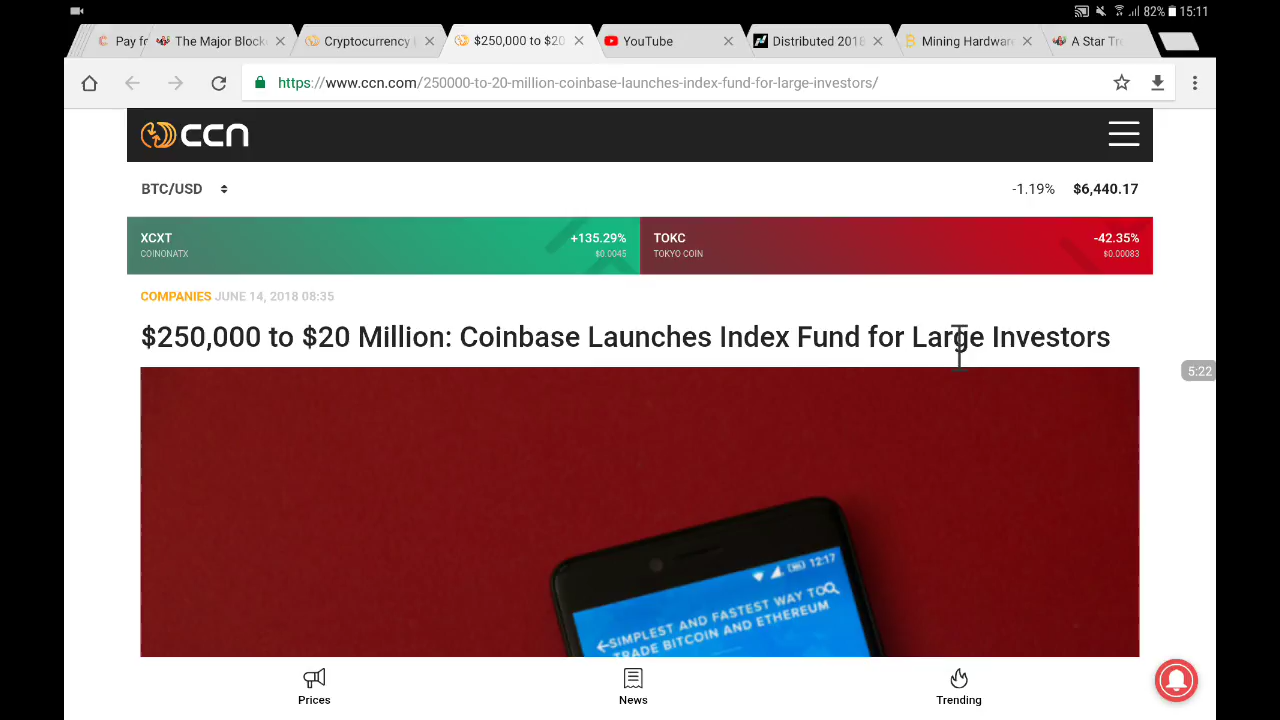 82% 15:11
Pay fo
The Major Block
Cryptocurrency
$250,000 to $20
YouTube
Distributed 2018
Mining Hardwar
A Star Tr
https://www.ccn.com/250000-to-20-million-coinbase-launches-index-fund-for-large-investors/
ccn
BTC/USD -1.19% $6,440.17
XCXT +135.29% TOKC -42.35%
COINONATX $0.0045 TOKYO COIN $0.00083
COMPANIES JUNE 14, 2018 08:35
$250,000 to $20 Million: Coinbase Launches Index Fund for Large Investors
5:22
12:17
SIMPLEST AND FASTEST WAY TO
TRADE BITCOIN AND ETHEREUM
Prices News Trending